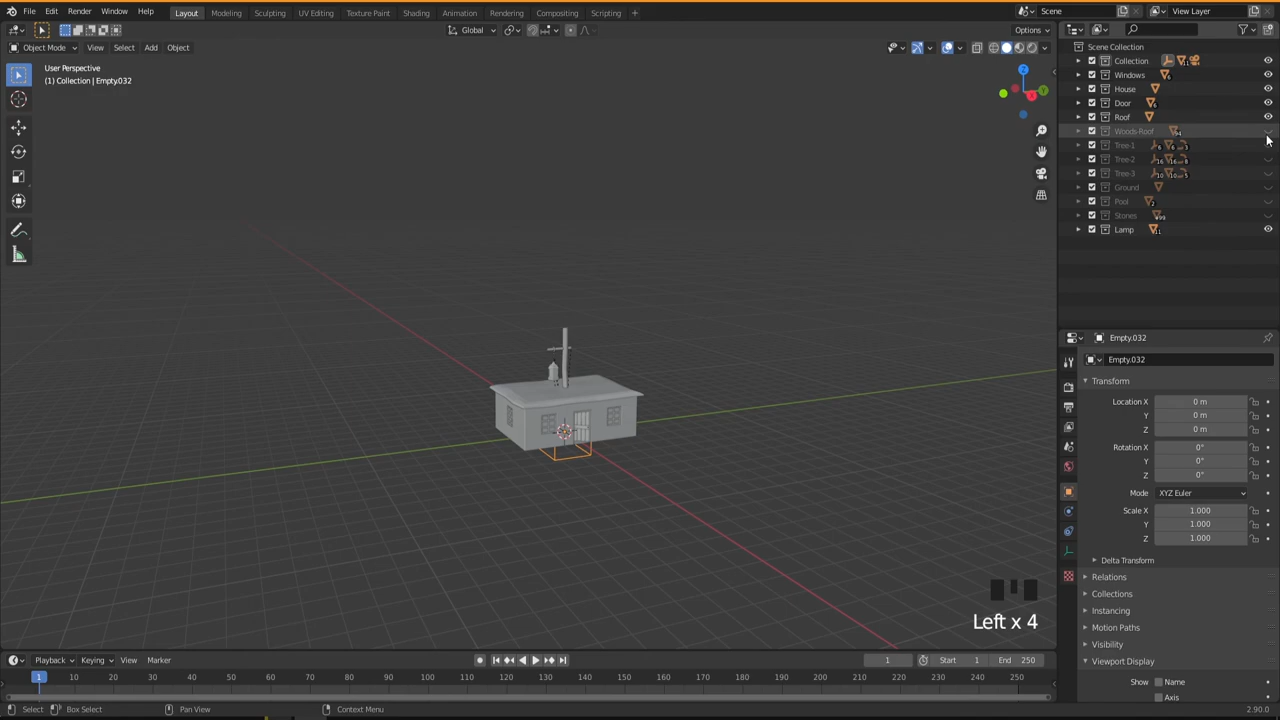 File Edit Render Window Help Layout Modeling Sculpting UV Editing Texture Paint Shading Animation Rendering Compositing Scripting + Scene View Layer
Global Options
Object Mode View Select Add Object
User Perspective
(1) Collection | Empty.032
Scene Collection
Collection
Windows
House
Door
Roof
Woods-Roof
Tree-1
Tree-2
Tree-3
Ground
Pool
Stones
Lamp
Empty.032
Empty.032
Transform
Location X 0 m
Y 0 m
Z 0 m
Rotation X 0°
Y 0°
Z 0°
Mode XYZ Euler
Scale X 1.000
Y 1.000
Z 1.000
Delta Transform
Relations
Collections
Instancing
Motion Paths
Visibility
Viewport Display
Show Name
Axis
Left x 4
Playback Keying View Marker 1 Start 1 End 250
1 10 20 30 40 50 60 70 80 90 100 110 120 130 140 150 160 170 180 190 200 210 220 230 240 250
Select Box Select Pan View Context Menu 2.90.0